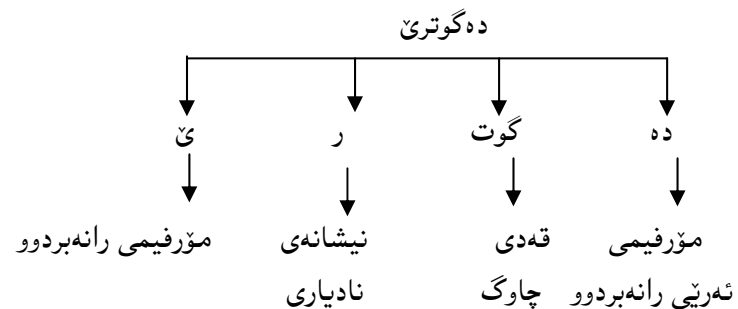 دەگوترێ
دە گوت ر ێ
مۆرفیمی قەدی نیشانەی مۆرفیمی رانەبردوو
ئەرێی رانەبردوو چاوگ نادیاری